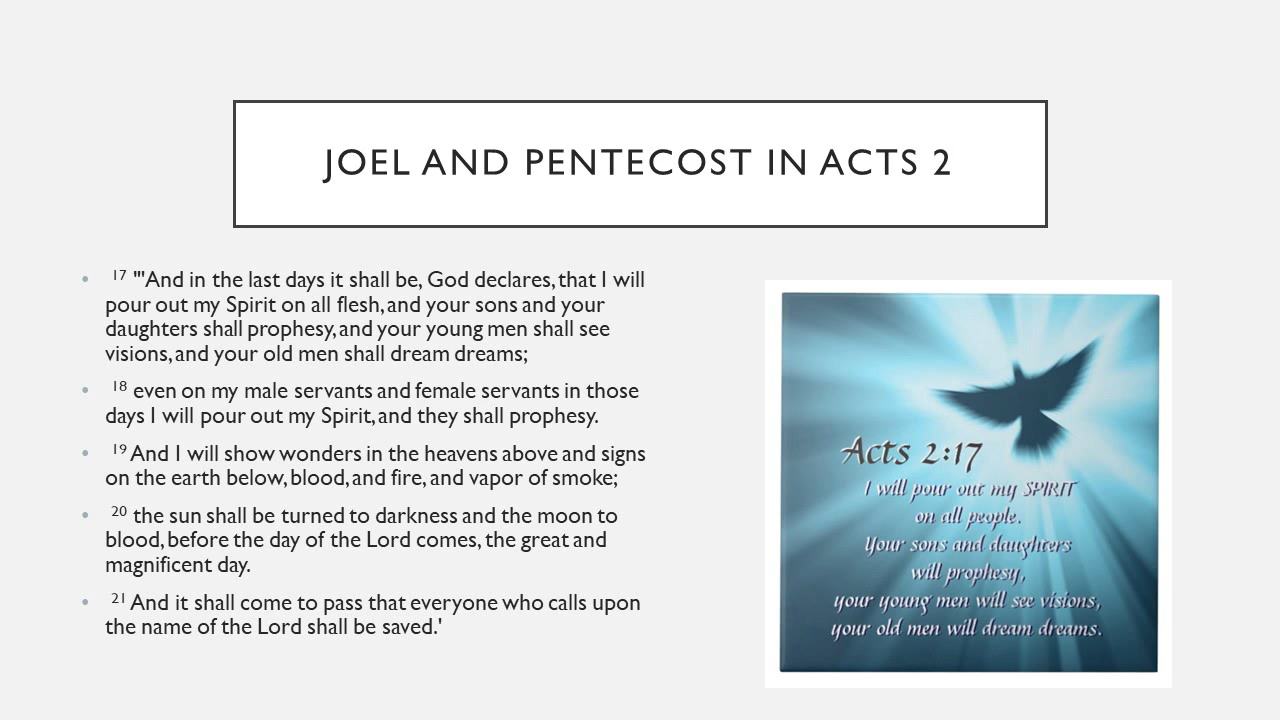 JOEL AND PENTECOST IN ACTS 2
• 17 "'And in the last days it shall be, God declares, that I will
pour out my Spirit on all flesh, and your sons and your
daughters shall prophesy, and your young men shall see
visions, and your old men shall dream dreams;
• 18 even on my male servants and female servants in those
days I will pour out my Spirit, and they shall prophesy.
• 19 And I will show wonders in the heavens above and signs
on the earth below, blood, and fire, and vapor of smoke;
• 20 the sun shall be turned to darkness and the moon to
blood, before the day of the Lord comes, the great and
magnificent day.
• 21 And it shall come to pass that everyone who calls upon
the name of the Lord shall be saved.'
Acts 2:17
I will pour out my SPIRIT
on all people.
Your sons and daughters
will prophesy,
your young men will see visions,
your old men will dream dreams.